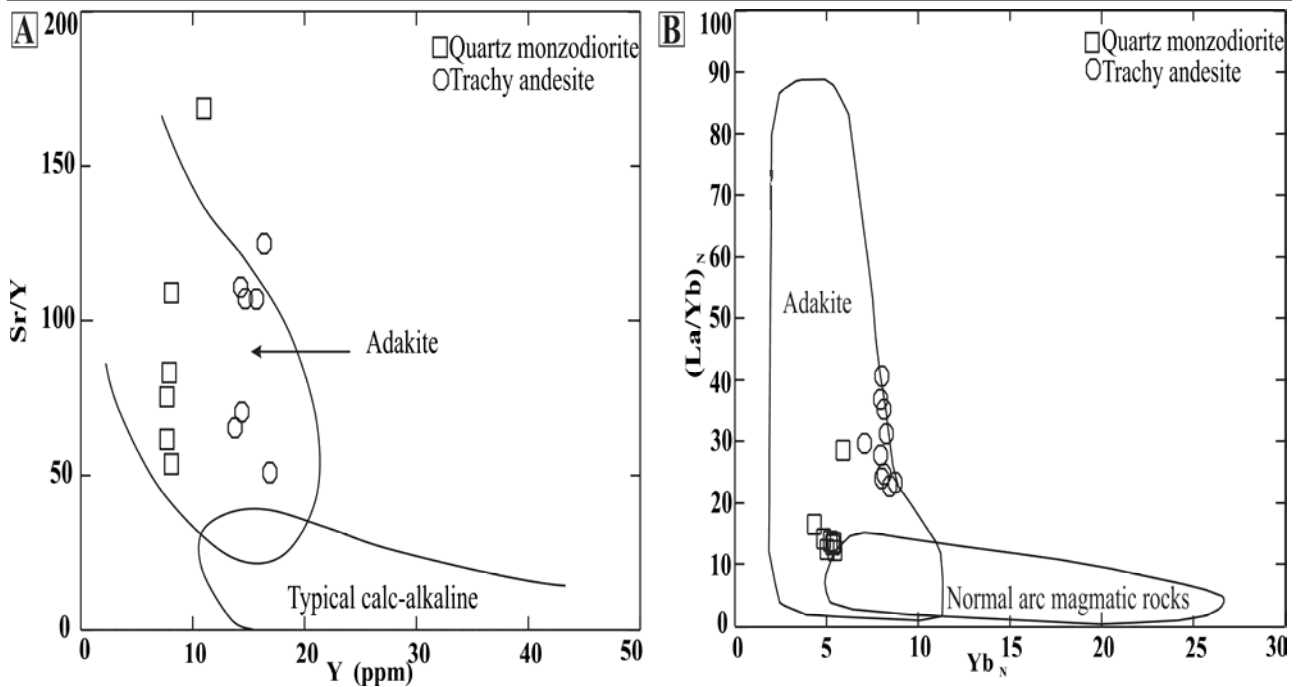 A
200
150
100
50
0
Sr/Y
Quartz monzodiorite
Trachy andesite
Adakite
Typical calc-alkaline
0 10 20 30 40 50
Y (ppm)
B
100
90
80
70
60
50
40
30
20
10
0
(La/Yb)N
Quartz monzodiorite
Trachy andesite
Adakite
Normal arc magmatic rocks
0 5 10 15 20 25 30
Yb N